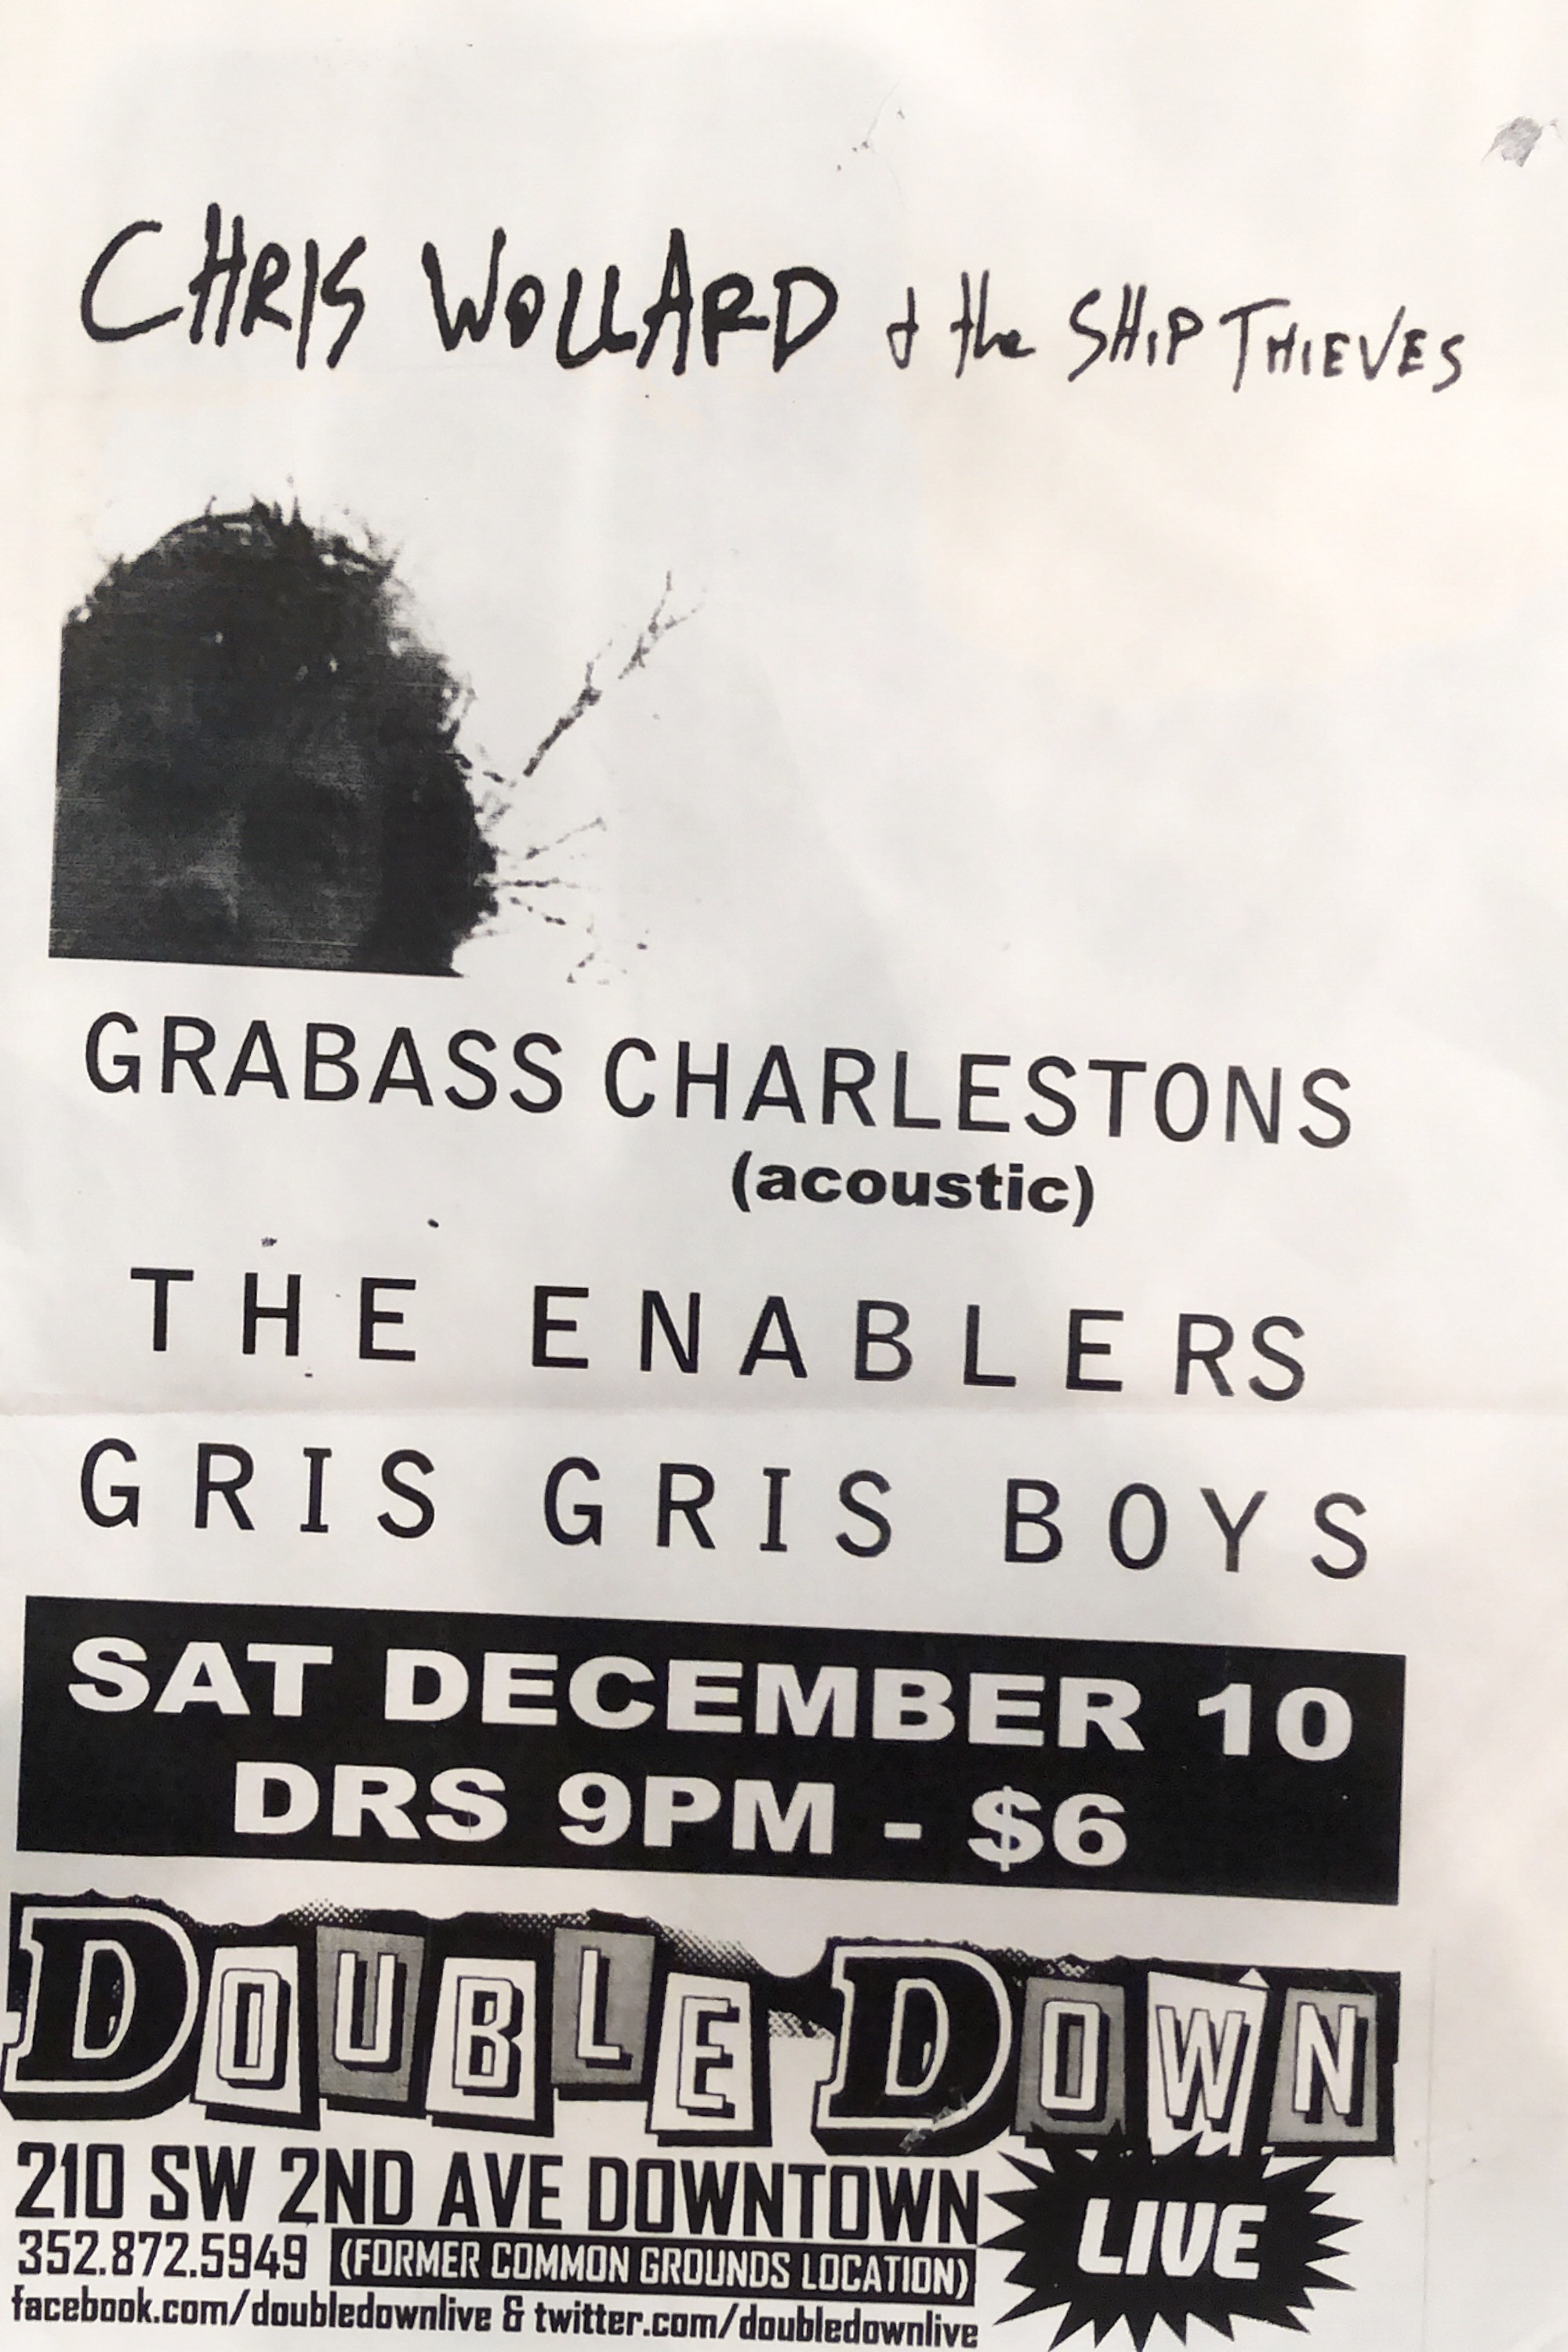 CHRIS WOLLARD & the SHIP THIEVES
GRABASS CHARLESTONS
(acoustic)
THE ENABLERS
GRIS GRIS BOYS
SAT DECEMBER 10
DRS 9PM - $6
DOUBLE DOWN
LIVE
210 SW 2ND AVE DOWNTOWN
352.872.5949 (FORMER COMMON GROUNDS LOCATION)
facebook.com/doubledownlive & twitter.com/doubledownlive